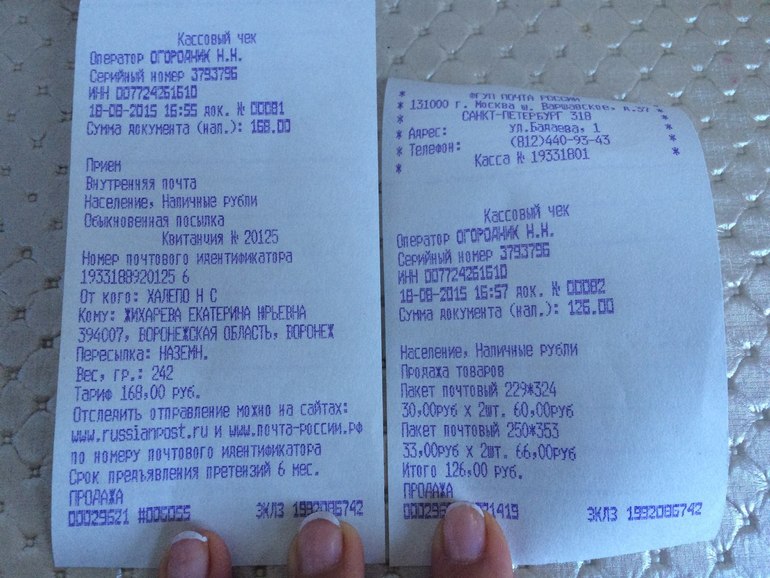 Кассовый чек
Оператор ОГОРОДНИК Н.Н.
Серийный номер 3793796
ИНН 007724261610
18-08-2015 16:55 док. № 00081
Сумма документа (нал.): 168.00
Прием
Внутренняя почта
Население, Наличные рубли
Обыкновенная посылка
Квитанция № 20125
Номер почтового идентификатора
1933188920125 6
От кого: ХАЛЕПО Н С
Кому: ЖИХАРЕВА ЕКАТЕРИНА ЮРЬЕВНА
394007, ВОРОНЕЖСКАЯ ОБЛАСТЬ, ВОРОНЕЖ
Пересылка: НАЗЕМН.
Вес, гр.: 242
Тариф 168,00 руб.
Отследить отправление можно на сайтах:
www.russianpost.ru и www.почта-россии.рф
по номеру почтового идентификатора
Срок предъявления претензий 6 мес.
ПРОДАЖА
00029621 #006055 ЭКЛЗ 1992086742
* ФГУП ПОЧТА РОССИИ *
* 131000 г. Москва ш. Варшавское, д.37 *
* САНКТ-ПЕТЕРБУРГ 318 *
* Адрес: ул.Балаева, 1 *
* Телефон: (812)440-93-43 *
* Касса № 19331801 *
Кассовый чек
Оператор ОГОРОДНИК Н.Н.
Серийный номер 3793796
ИНН 007724261610
18-08-2015 16:57 док. № 00082
Сумма документа (нал.): 126.00
Население, Наличные рубли
Продажа товаров
Пакет почтовый 229*324
30,00руб х 2шт. 60,00руб
Пакет почтовый 250*353
33,00руб х 2шт. 66,00руб
Итого 126,00 руб.
ПРОДАЖА
ЭКЛЗ 1992086742